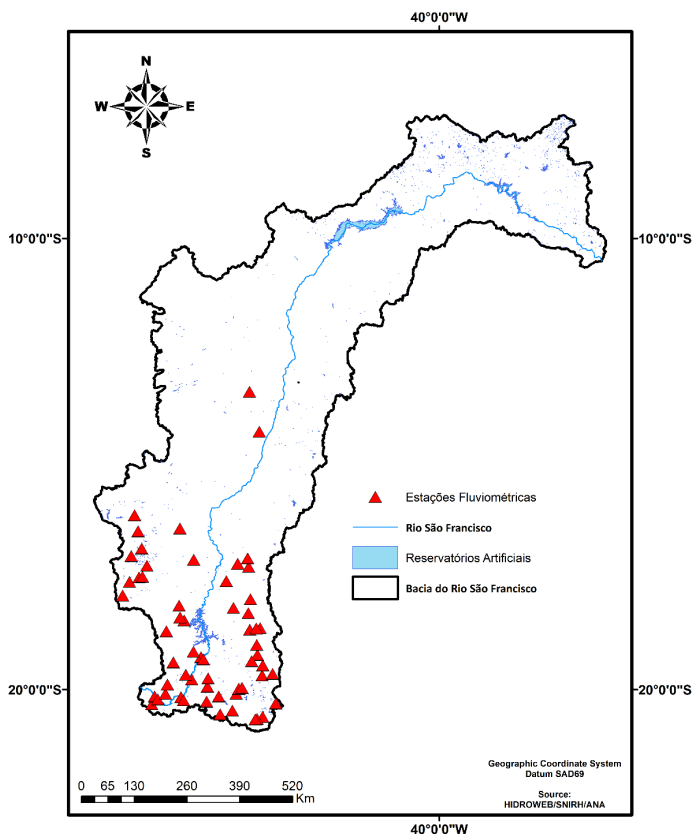 40°0'0"W
N
W E
S
10°0'0"S 10°0'0"S
Estações Fluviométricas
Rio São Francisco
Reservatórios Artificiais
Bacia do Rio São Francisco
20°0'0"S 20°0'0"S
Geographic Coordinate System
Datum SAD69
0 65 130 260 390 520
Km
Source:
HIDROWEB/SNIRH/ANA
40°0'0"W